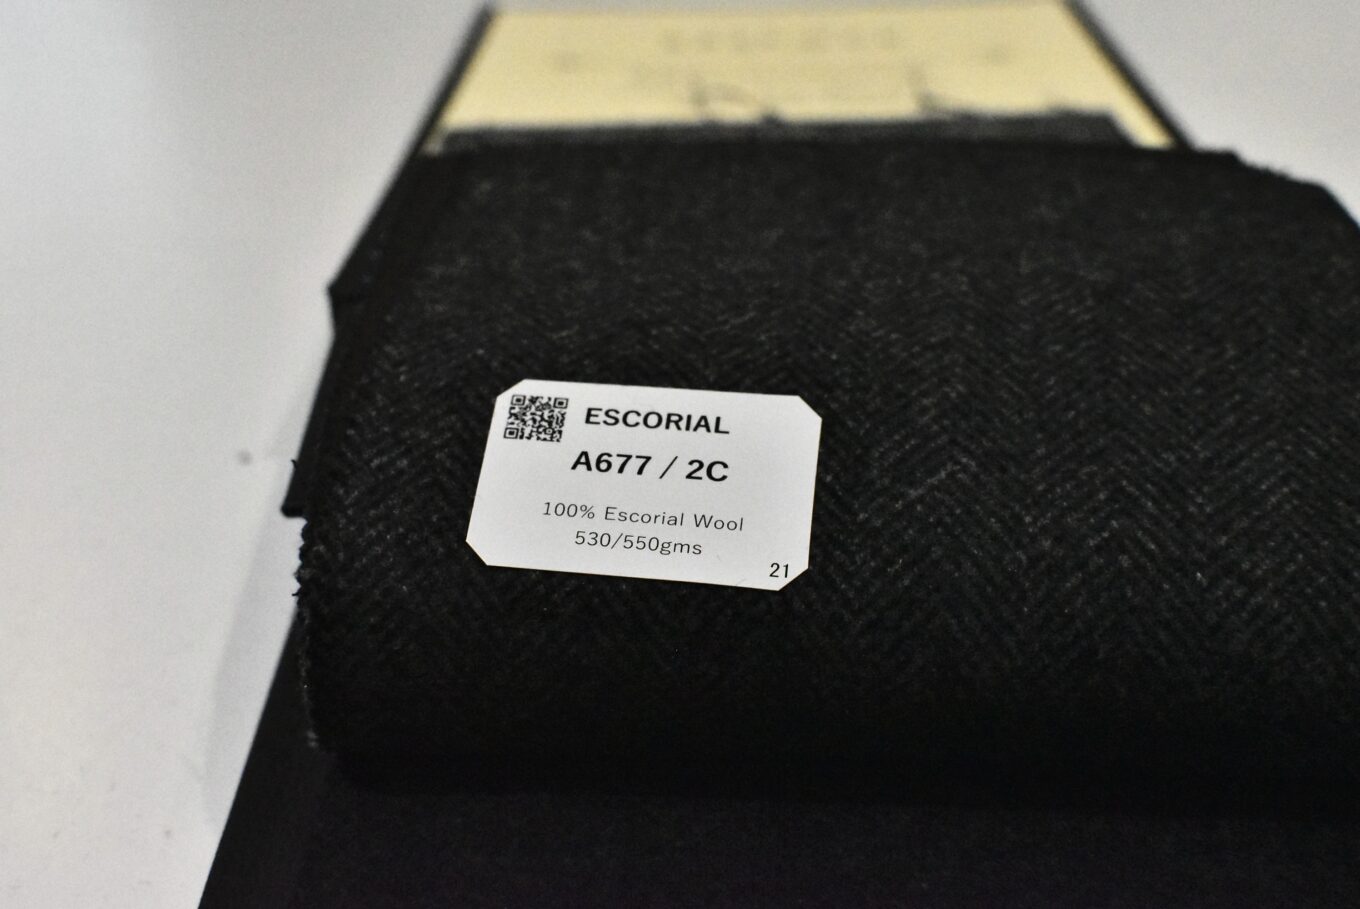 ESCORIAL
A677 / 2C
100% Escorial Wool
530/550gms
21